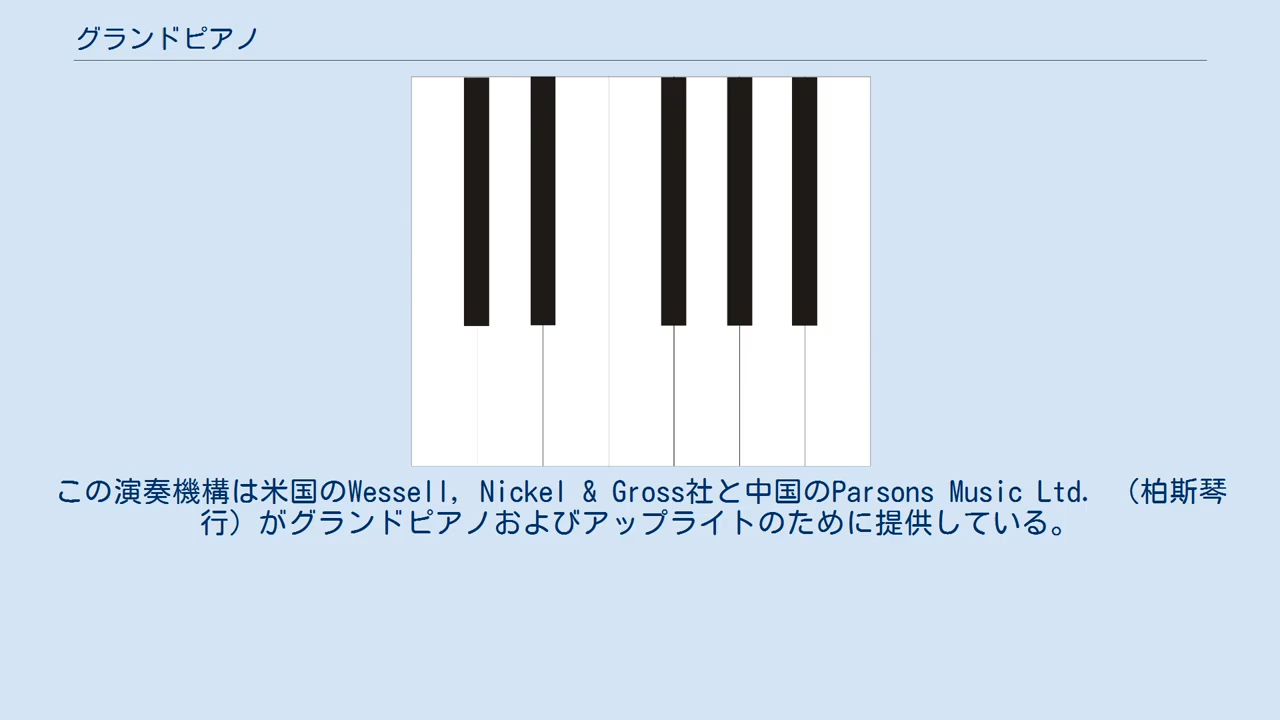 グランドピアノ
この演奏機構は米国のWessell, Nickel & Gross社と中国のParsons Music Ltd. （柏斯琴
行）がグランドピアノおよびアップライトのために提供している。